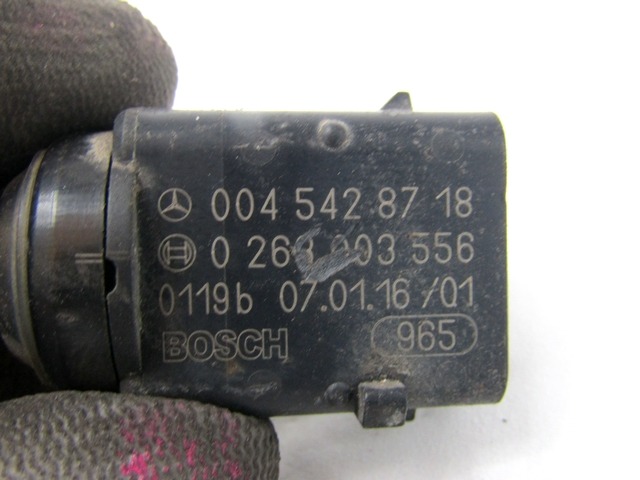 004 542 87 18
0 263 003 556
0119b 07.01.16/01
BOSCH 965